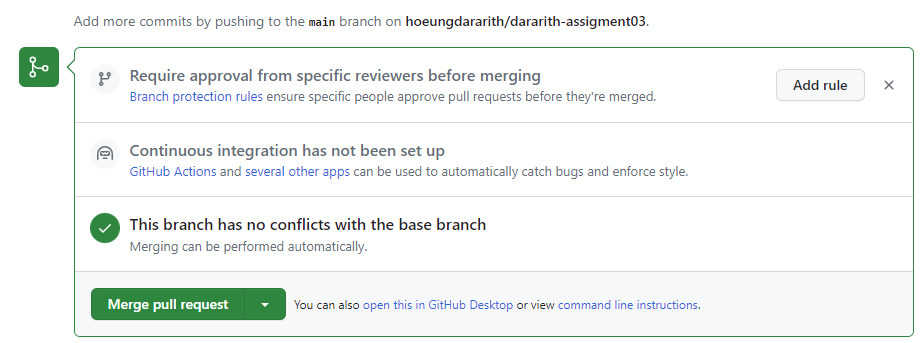 Add more commits by pushing to the main branch on hoeungdararith/dararith-assigment03.
Require approval from specific reviewers before merging
Branch protection rules ensure specific people approve pull requests before they're merged.
Add rule
Continuous integration has not been set up
GitHub Actions and several other apps can be used to automatically catch bugs and enforce style.
This branch has no conflicts with the base branch
Merging can be performed automatically.
Merge pull request
You can also open this in GitHub Desktop or view command line instructions.